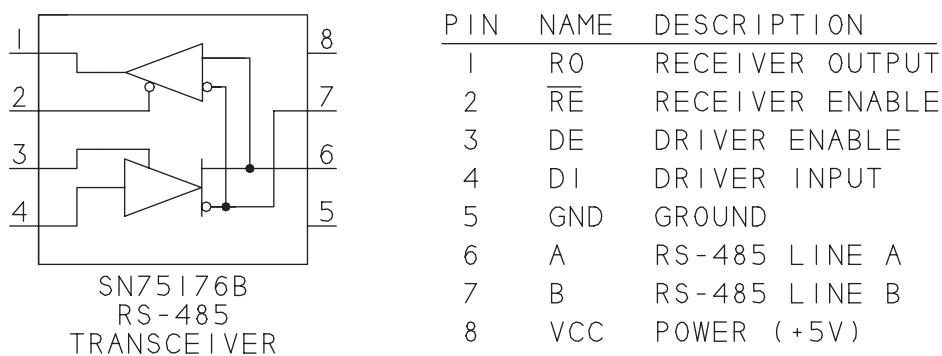 1
2
3
4
8
7
6
5
SN75176B
RS-485
TRANSCEIVER
PIN NAME DESCRIPTION
1 RO RECEIVER OUTPUT
2 R̅E̅ RECEIVER ENABLE
3 DE DRIVER ENABLE
4 DI DRIVER INPUT
5 GND GROUND
6 A RS-485 LINE A
7 B RS-485 LINE B
8 VCC POWER (+5V)